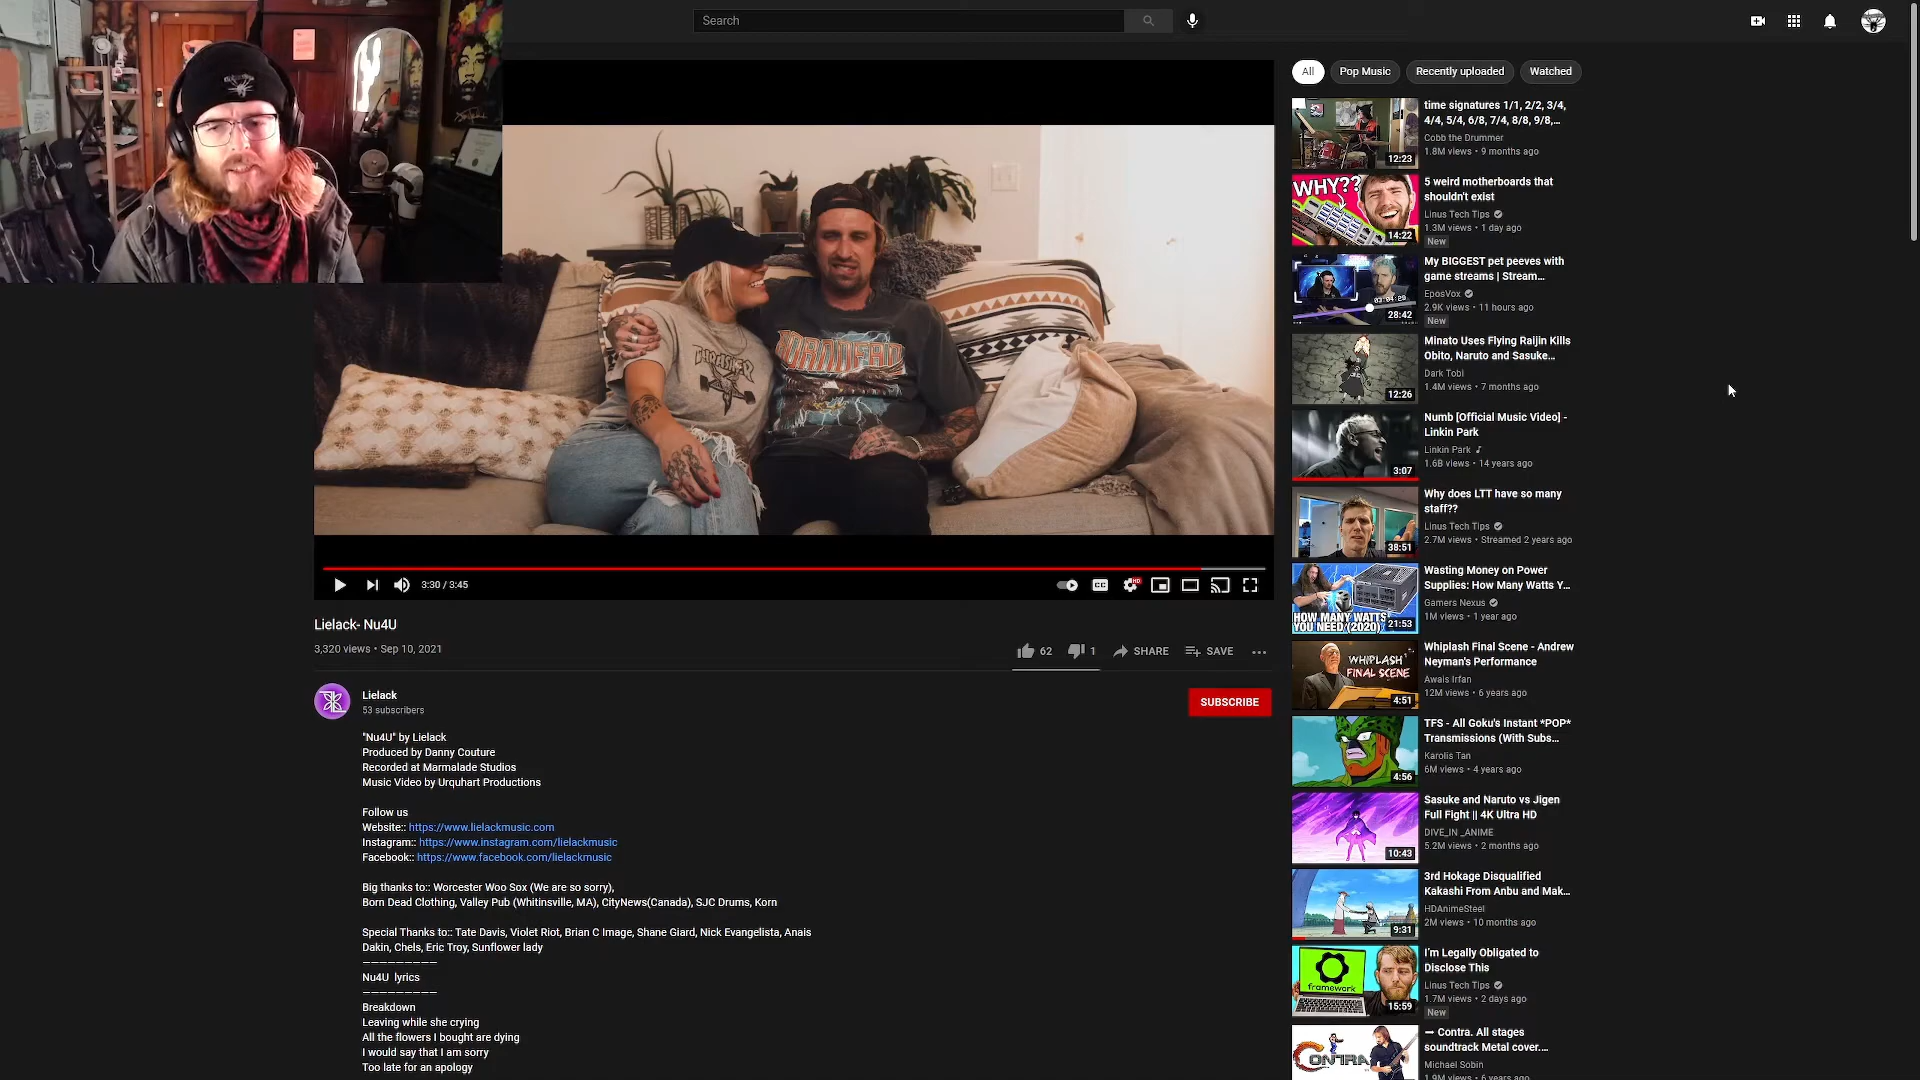 Search
All
Pop Music
Recently uploaded
Watched
3:30 / 3:45
CC
HD
Lielack- Nu4U
3,320 views • Sep 10, 2021
62
1
SHARE
SAVE
Lielack
53 subscribers
SUBSCRIBE
"Nu4U" by Lielack
Produced by Danny Couture
Recorded at Marmalade Studios
Music Video by Urquhart Productions
Follow us
Website:: https://www.lielackmusic.com
Instagram:: https://www.instagram.com/lielackmusic
Facebook:: https://www.facebook.com/lielackmusic
Big thanks to:: Worcester Woo Sox (We are so sorry),
Born Dead Clothing, Valley Pub (Whitinsville, MA), CityNews(Canada), SJC Drums, Korn
Special Thanks to:: Tate Davis, Violet Riot, Brian C Image, Shane Giard, Nick Evangelista, Anais
Dakin, Chels, Eric Troy, Sunflower lady
—————————
Nu4U lyrics
—————————
Breakdown
Leaving while she crying
All the flowers I bought are dying
I would say that I am sorry
Too late for an apology
THRASHER
12:23
time signatures 1/1, 2/2, 3/4,
4/4, 5/4, 6/8, 7/4, 8/8, 9/8,...
Cobb the Drummer
1.8M views • 9 months ago
WHY??
14:22
5 weird motherboards that
shouldn't exist
Linus Tech Tips
1.3M views • 1 day ago
New
03:04:29
28:42
My BIGGEST pet peeves with
game streams | Stream...
EposVox
2.9K views • 11 hours ago
New
12:26
Minato Uses Flying Raijin Kills
Obito, Naruto and Sasuke...
Dark Tobi
1.4M views • 7 months ago
3:07
Numb [Official Music Video] -
Linkin Park
Linkin Park
1.6B views • 14 years ago
38:51
Why does LTT have so many
staff??
Linus Tech Tips
2.7M views • Streamed 2 years ago
HOW MANY WATTS
YOU NEED (2020)
21:53
Wasting Money on Power
Supplies: How Many Watts Y...
Gamers Nexus
1M views • 1 year ago
WHIPLASH
FINAL SCENE
4:51
Whiplash Final Scene - Andrew
Neyman's Performance
Awais Irfan
12M views • 6 years ago
4:56
TFS - All Goku's Instant *POP*
Transmissions (With Subs...
Karolis Tan
6M views • 4 years ago
10:43
Sasuke and Naruto vs Jigen
Full Fight || 4K Ultra HD
DIVE_IN _ANIME
5.2M views • 2 months ago
9:31
3rd Hokage Disqualified
Kakashi From Anbu and Mak...
HDAnimeSteel
2M views • 10 months ago
framework
15:59
I'm Legally Obligated to
Disclose This
Linus Tech Tips
1.7M views • 2 days ago
New
CONTRA
— Contra. All stages
soundtrack Metal cover....
Michael Sobin
1.9M views • 6 years ago